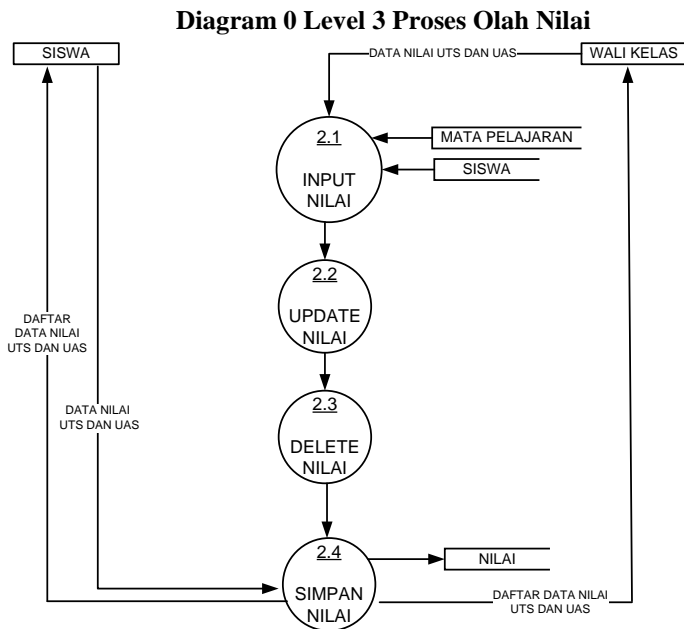 Diagram 0 Level 3 Proses Olah Nilai
SISWA
DATA NILAI UTS DAN UAS
WALI KELAS
2.1
INPUT
NILAI
MATA PELAJARAN
SISWA
2.2
UPDATE
NILAI
DAFTAR
DATA NILAI
UTS DAN UAS
2.3
DELETE
NILAI
DATA NILAI
UTS DAN UAS
2.4
SIMPAN
NILAI
NILAI
DAFTAR DATA NILAI
UTS DAN UAS